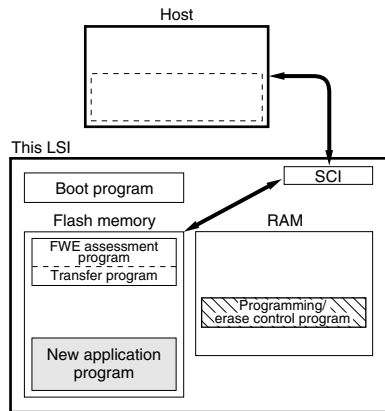 Host
This LSI
SCI
Boot program
Flash memory
RAM
FWE assessment
program
Transfer program
Programming/
erase control program
New application
program